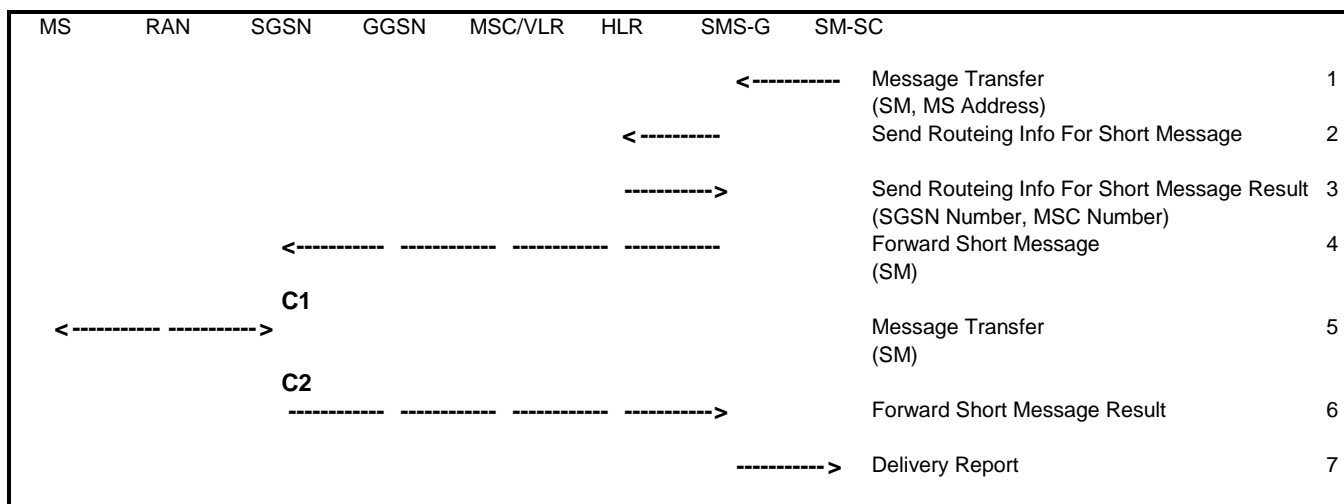 MS RAN SGSN GGSN MSC/VLR HLR SMS-G SM-SC
Message Transfer 1
(SM, MS Address)
Send Routeing Info For Short Message 2
Send Routeing Info For Short Message Result 3
(SGSN Number, MSC Number)
Forward Short Message 4
(SM)
C1
Message Transfer 5
(SM)
C2
Forward Short Message Result 6
Delivery Report 7